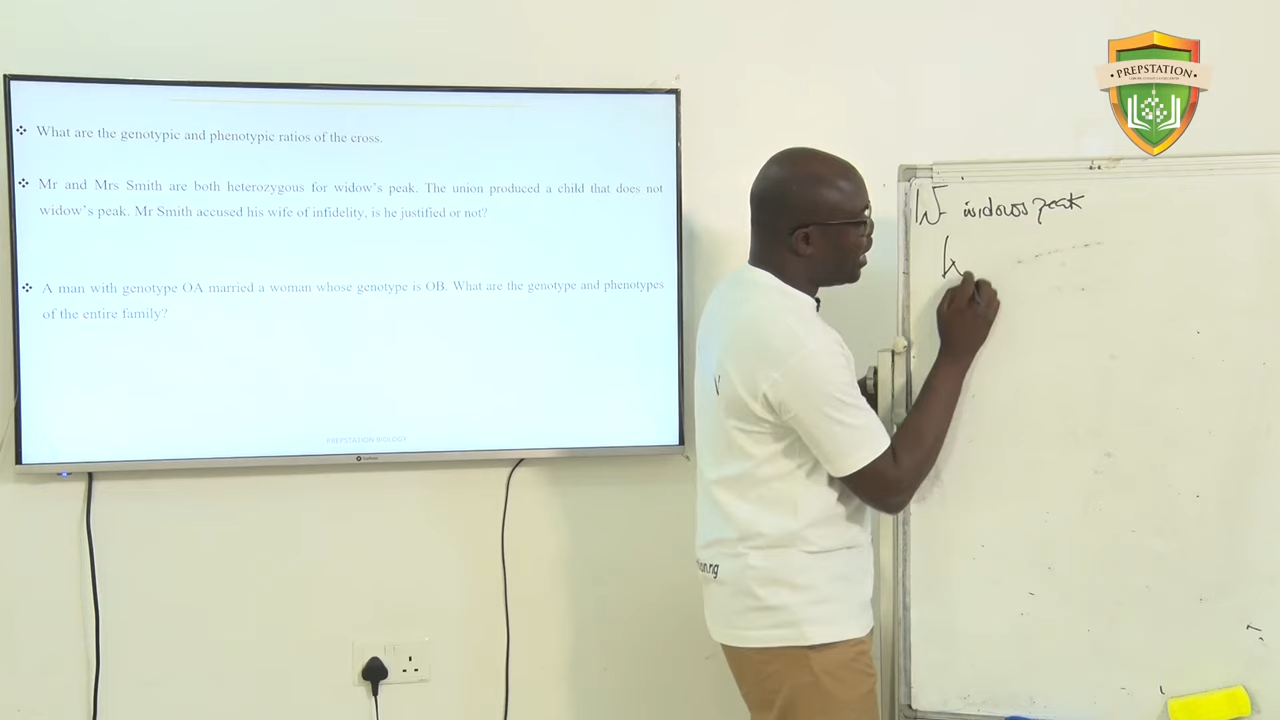 ❖ What are the genotypic and phenotypic ratios of the cross.
❖ Mr and Mrs Smith are both heterozygous for widow's peak. The union produced a child that does not
widow's peak. Mr Smith accused his wife of infidelity, is he justified or not?
❖ A man with genotype OA married a woman whose genotype is OB. What are the genotype and phenotypes
of the entire family?
PREPSTATION BIOLOGY
PREPSTATION
W - widows peak